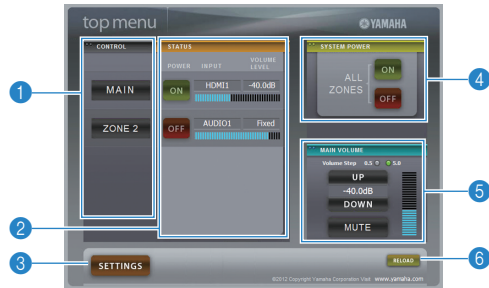 top menu
YAMAHA
CONTROL
MAIN
ZONE 2
STATUS
POWER INPUT VOLUME LEVEL
ON HDMI1 -40.0dB
OFF AUDIO1 Fixed
SYSTEM POWER
ALL ZONES
ON
OFF
MAIN VOLUME
Volume Step 0.5 5.0
UP
-40.0dB
DOWN
MUTE
SETTINGS
RELOAD
©2012 Copyright Yamaha Corporation Visit www.yamaha.com
1
2
3
4
5
6